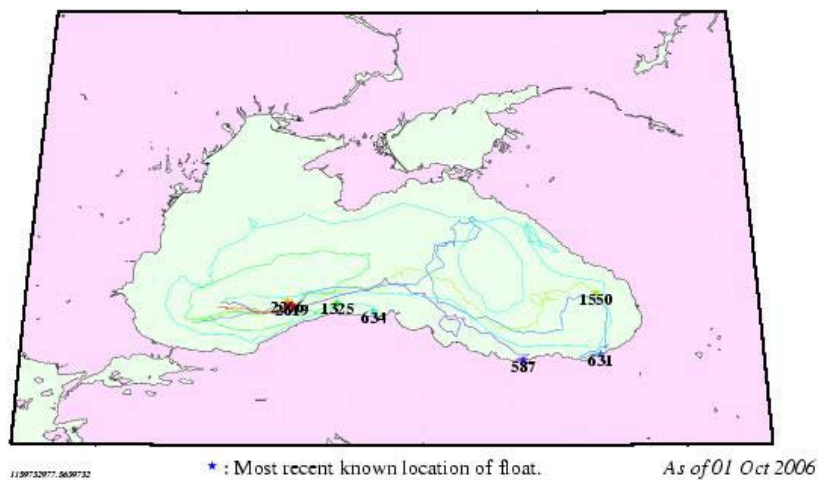 1550
1325
634
587
631
★ : Most recent known location of float.
As of 01 Oct 2006